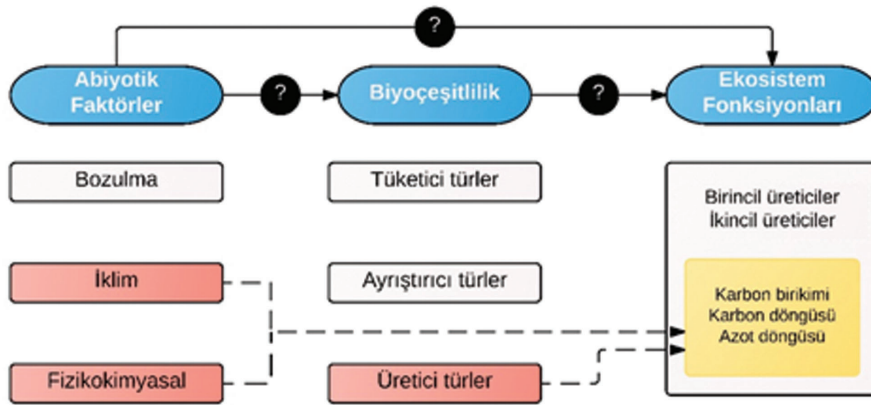 ?
Abiyotik
Faktörler
?
Biyoçeşitlilik
?
Ekosistem
Fonksiyonları
Bozulma
Tüketici türler
Birincil üreticiler
İkincil üreticiler
İklim
Ayrıştırıcı türler
Karbon birikimi
Karbon döngüsü
Azot döngüsü
Fizikokimyasal
Üretici türler